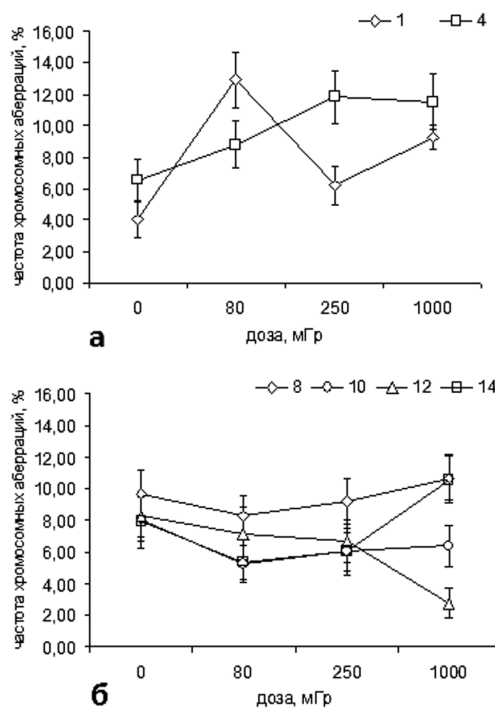 1 4
частота хромосомных аберраций, %
16,00
14,00
12,00
10,00
8,00
6,00
4,00
2,00
0,00
0 80 250 1000
доза, мГр
а
8 10 12 14
частота хромосомных аберраций, %
16,00
14,00
12,00
10,00
8,00
6,00
4,00
2,00
0,00
0 80 250 1000
доза, мГр
б